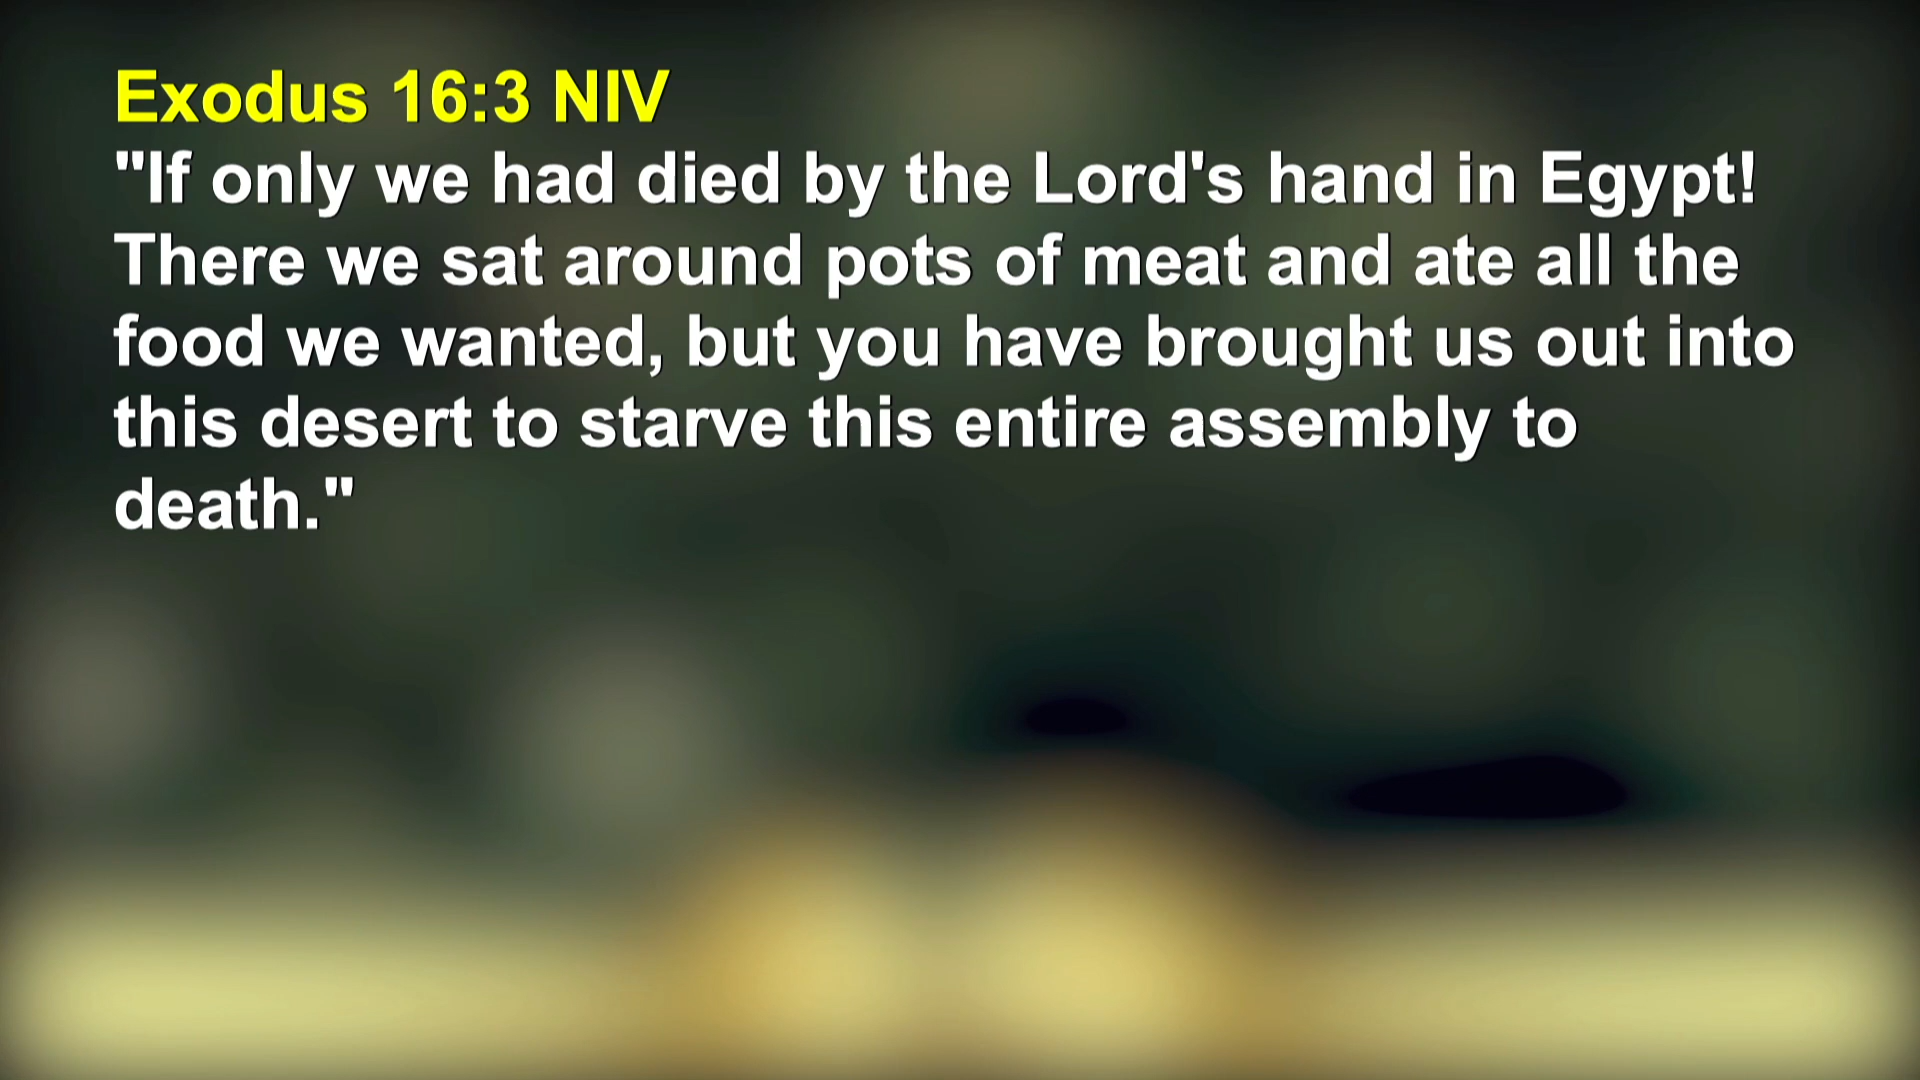 Exodus 16:3 NIV
"If only we had died by the Lord's hand in Egypt!
There we sat around pots of meat and ate all the
food we wanted, but you have brought us out into
this desert to starve this entire assembly to
death."